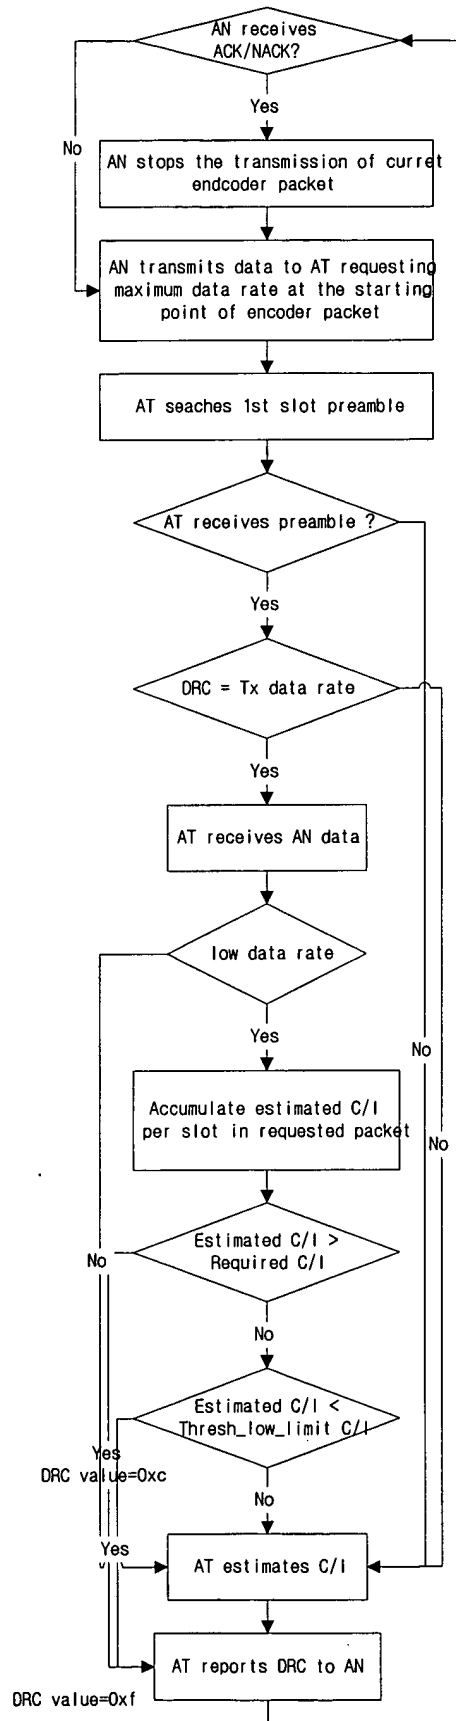 AN receives
ACK/NACK?
Yes
No
AN stops the transmission of curret
endcoder packet
AN transmits data to AT requesting
maximum data rate at the starting
point of encoder packet
AT seaches 1st slot preamble
AT receives preamble ?
Yes
DRC = Tx data rate
Yes
AT receives AN data
low data rate
Yes
No
Accumulate estimated C/I
per slot in requested packet
No
Estimated C/I >
Required C/I
No
No
Estimated C/I <
Thresh_low_limit C/I
Yes
DRC value=0xc
No
Yes
AT estimates C/I
AT reports DRC to AN
DRC value=0xf